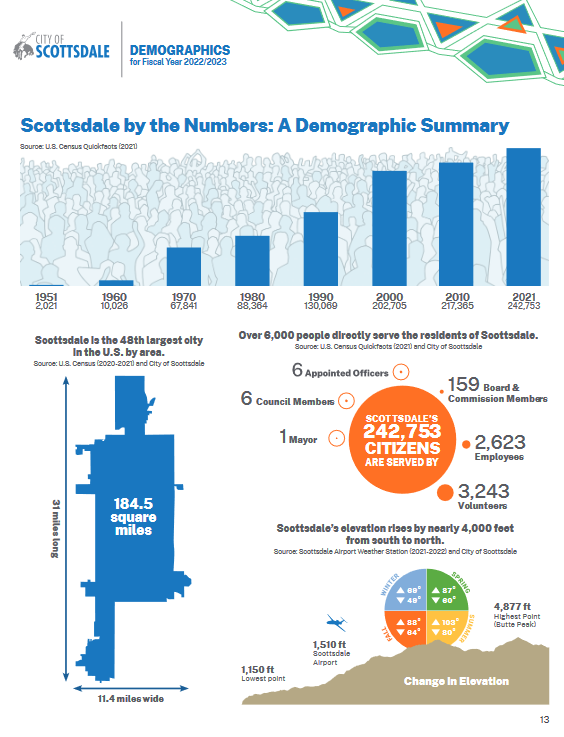 CITY OF
SCOTTSDALE
DEMOGRAPHICS
for Fiscal Year 2022/2023
Scottsdale by the Numbers: A Demographic Summary
Source: U.S. Census Quickfacts (2021)
1951 1960 1970 1980 1990 2000 2010 2021
2,021 10,026 67,841 88,364 130,069 202,705 217,365 242,753
Scottsdale is the 48th largest city
in the U.S. by area.
Source: U.S. Census (2020-2021) and City of Scottsdale
31 miles long
184.5
square
miles
11.4 miles wide
Over 6,000 people directly serve the residents of Scottsdale.
Source: U.S. Census Quickfacts (2021) and City of Scottsdale
6 Appointed Officers
6 Council Members
1 Mayor
SCOTTSDALE'S
242,753
CITIZENS
ARE SERVED BY
159 Board &
Commission Members
2,623
Employees
3,243
Volunteers
Scottsdale's elevation rises by nearly 4,000 feet
from south to north.
Source: Scottsdale Airport Weather Station (2021-2022) and City of Scottsdale
WINTER
SPRING
▲ 87°
▼ 60°
FALL
SUMMER
4,877 ft
Highest Point
(Butte Peak)
1,510 ft
Scottsdale
Airport
1,150 ft
Lowest point
Change in Elevation
13